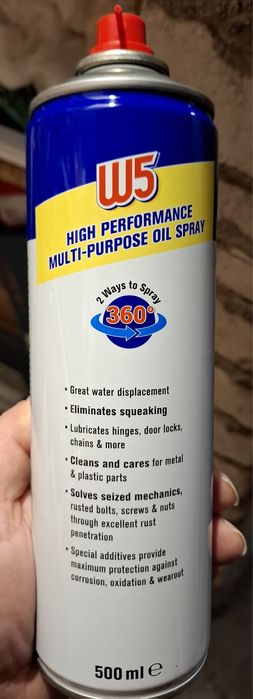 W5
HIGH PERFORMANCE
MULTI-PURPOSE OIL SPRAY
2 Ways to Spray
360°
• Great water displacement
• Eliminates squeaking
• Lubricates hinges, door locks,
chains & more
• Cleans and cares for metal
& plastic parts
• Solves seized mechanics,
rusted bolts, screws & nuts
through excellent rust
penetration
• Special additives provide
maximum protection against
corrosion, oxidation & wearout
500 ml ℮